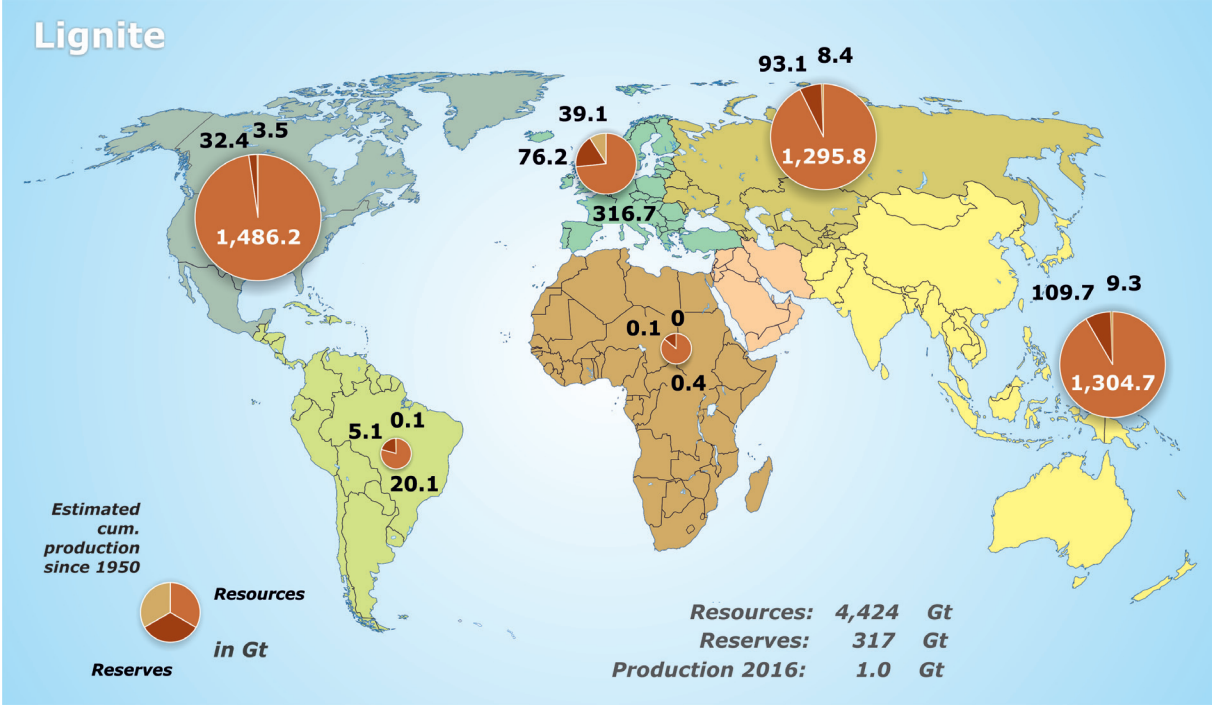 Lignite
93.1 8.4
39.1
32.4 3.5
76.2
1,295.8
316.7
1,486.2
109.7 9.3
0.1 0
1,304.7
0.4
5.1 0.1
20.1
Estimated
cum.
production
since 1950
Resources
in Gt
Reserves
Resources: 4,424 Gt
Reserves: 317 Gt
Production 2016: 1.0 Gt